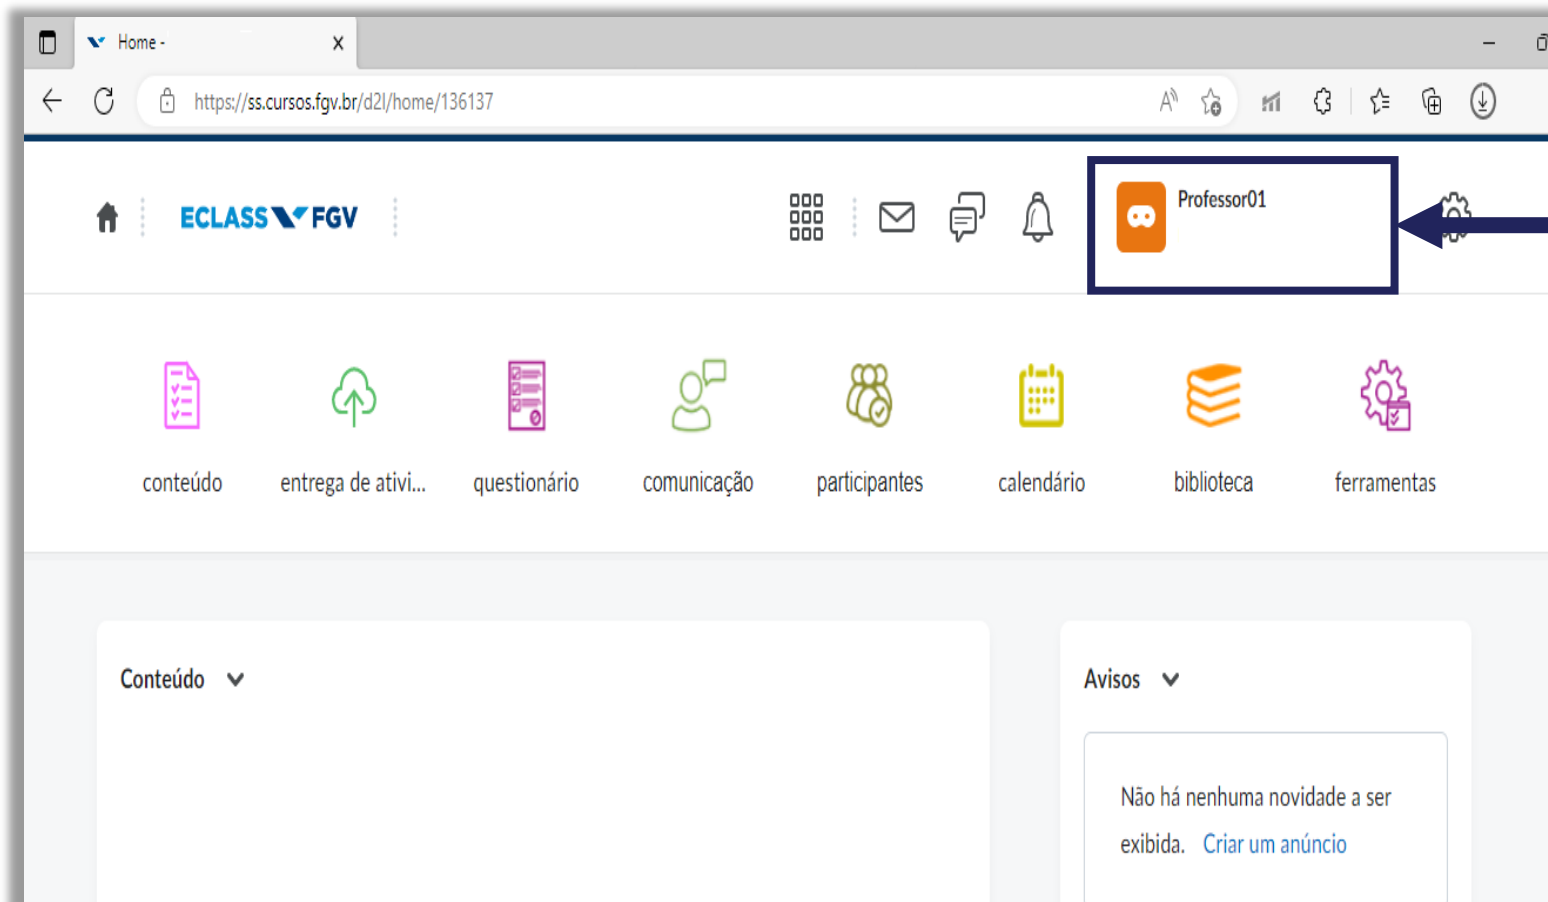 Home -
https://ss.cursos.fgv.br/d2l/home/136137
ECLASS FGV
Professor01
conteúdo
entrega de ativi...
questionário
comunicação
participantes
calendário
biblioteca
ferramentas
Conteúdo
Avisos
Não há nenhuma novidade a ser
exibida. Criar um anúncio